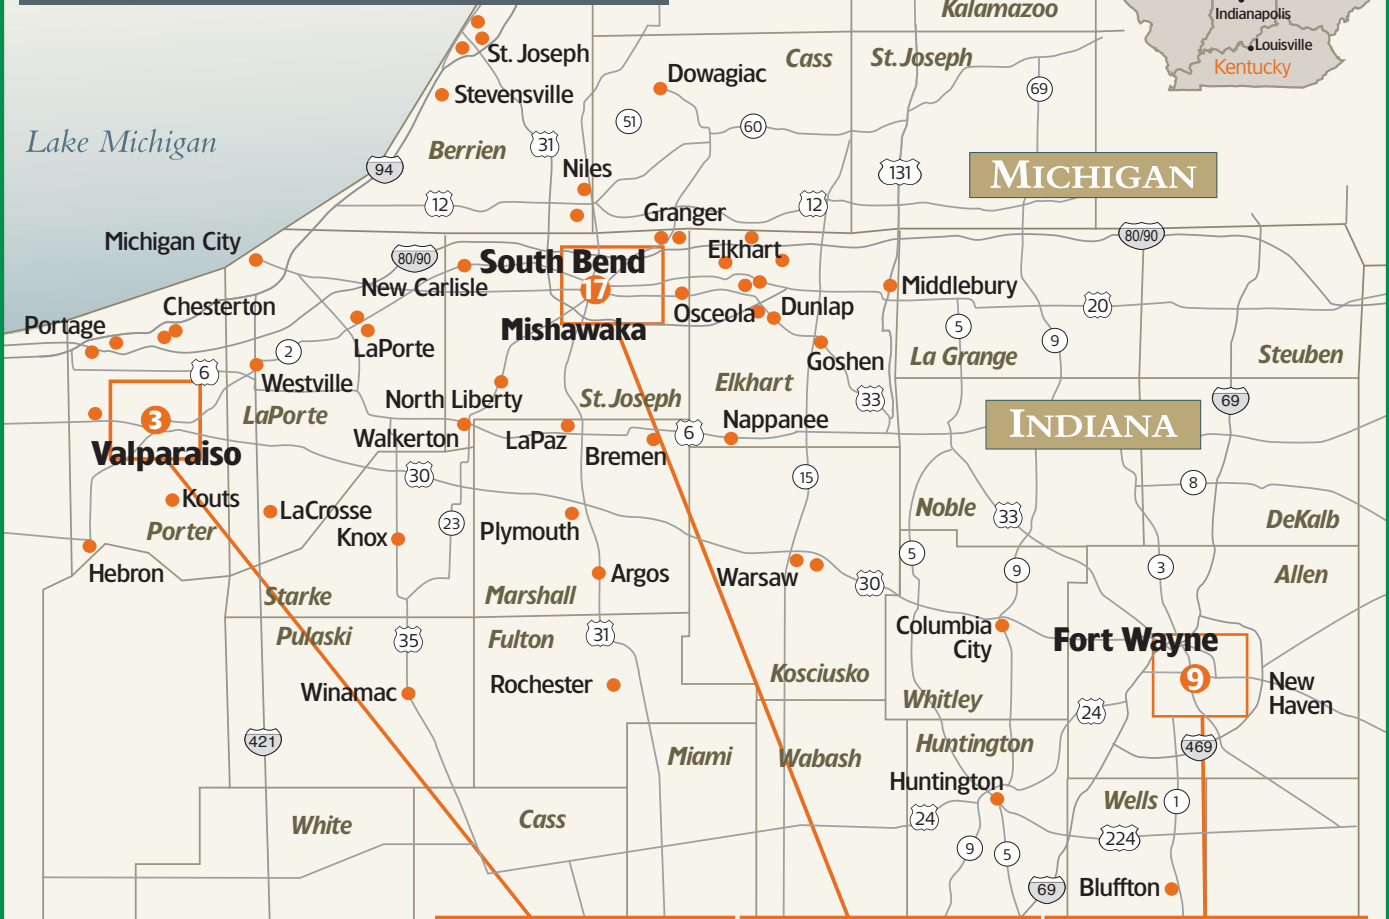 Kalamazoo
Indianapolis
Louisville
Kentucky
St. Joseph
Cass
St. Joseph
Dowagiac
Stevensville
69
51
60
Lake Michigan
Berrien
31
94
Niles
131
MICHIGAN
12
12
Granger
Michigan City
80/90
South Bend
Elkhart
80/90
New Carlisle
17
Middlebury
Chesterton
Osceola
Dunlap
20
Portage
Mishawaka
5
9
2
LaPorte
Goshen
La Grange
Steuben
6
Westville
Elkhart
North Liberty
St. Joseph
33
69
LaPorte
3
Nappanee
INDIANA
Walkerton
LaPaz
6
Valparaiso
Bremen
30
15
8
Kouts
LaCrosse
Noble
33
DeKalb
Porter
Knox
23
Plymouth
5
Hebron
Argos
Warsaw
30
9
3
Allen
Starke
Marshall
Pulaski
35
Fulton
31
Columbia
City
Fort Wayne
Winamac
Rochester
Kosciusko
9
New
Haven
Whitley
24
421
Miami
Wabash
Huntington
469
Huntington
White
Cass
24
Wells
1
224
9
5
69
Bluffton